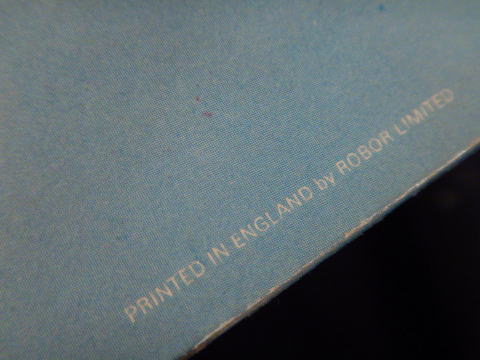 PRINTED IN ENGLAND by ROBOR LIMITED